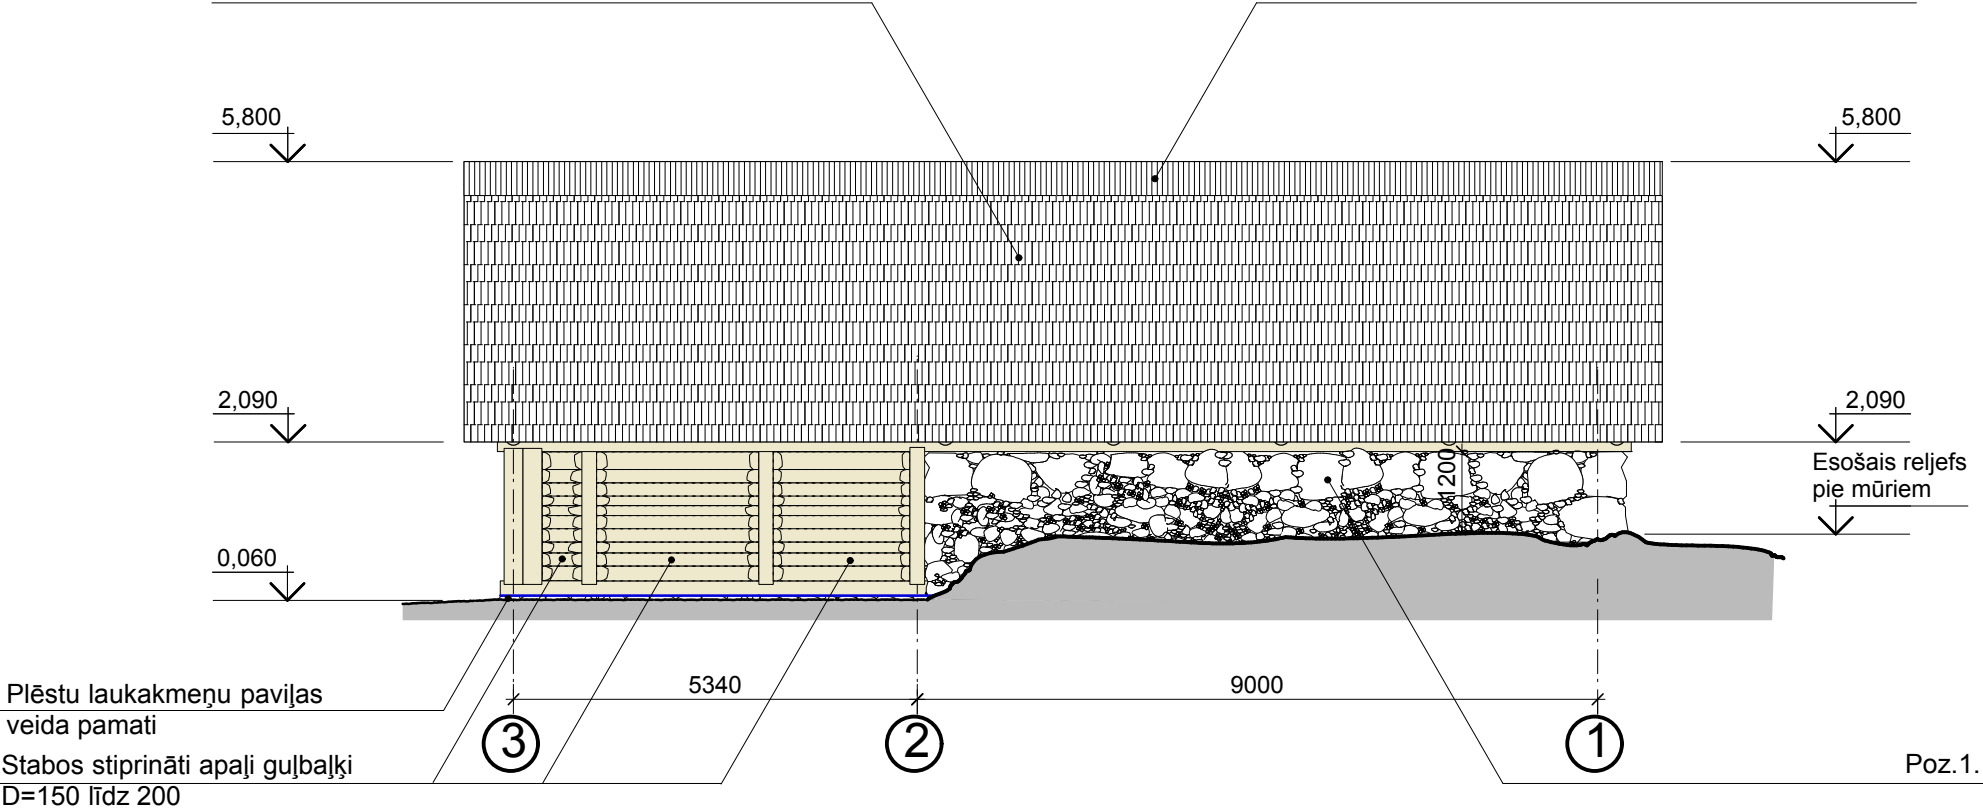 5,800
5,800
2,090
2,090
1200
Esošais reljefs
pie mūriem
0,060
Plēstu laukakmeņu paviļas
veida pamati
5340
9000
3
2
1
Stabos stiprināti apaļi guļbaļķi
D=150 līdz 200
Poz.1.